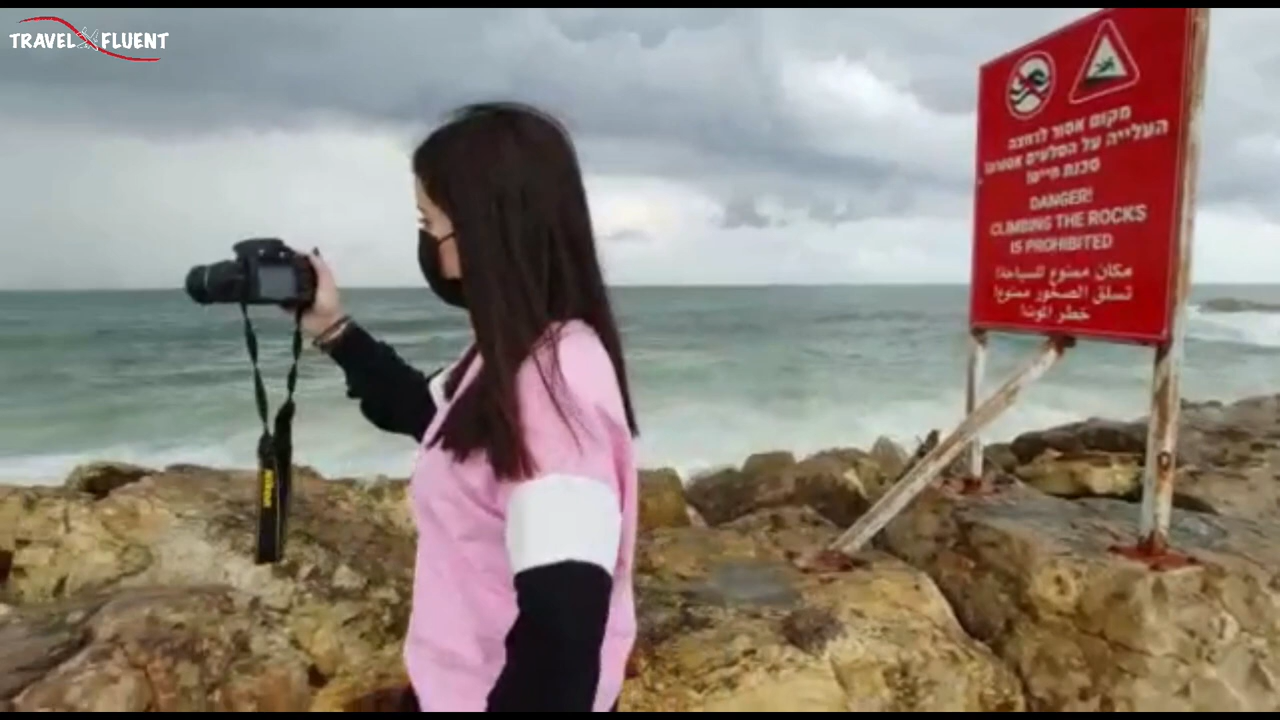 TRAVEL FLUENT
מקום אסור לרחצה
העלייה על הסלעים אסורה!
סכנת חיים!
DANGER!
CLIMBING THE ROCKS
IS PROHIBITED
مكان ممنوع للسباحة!
تسلق الصخور ممنوع!
خطر الموت!
Nikon